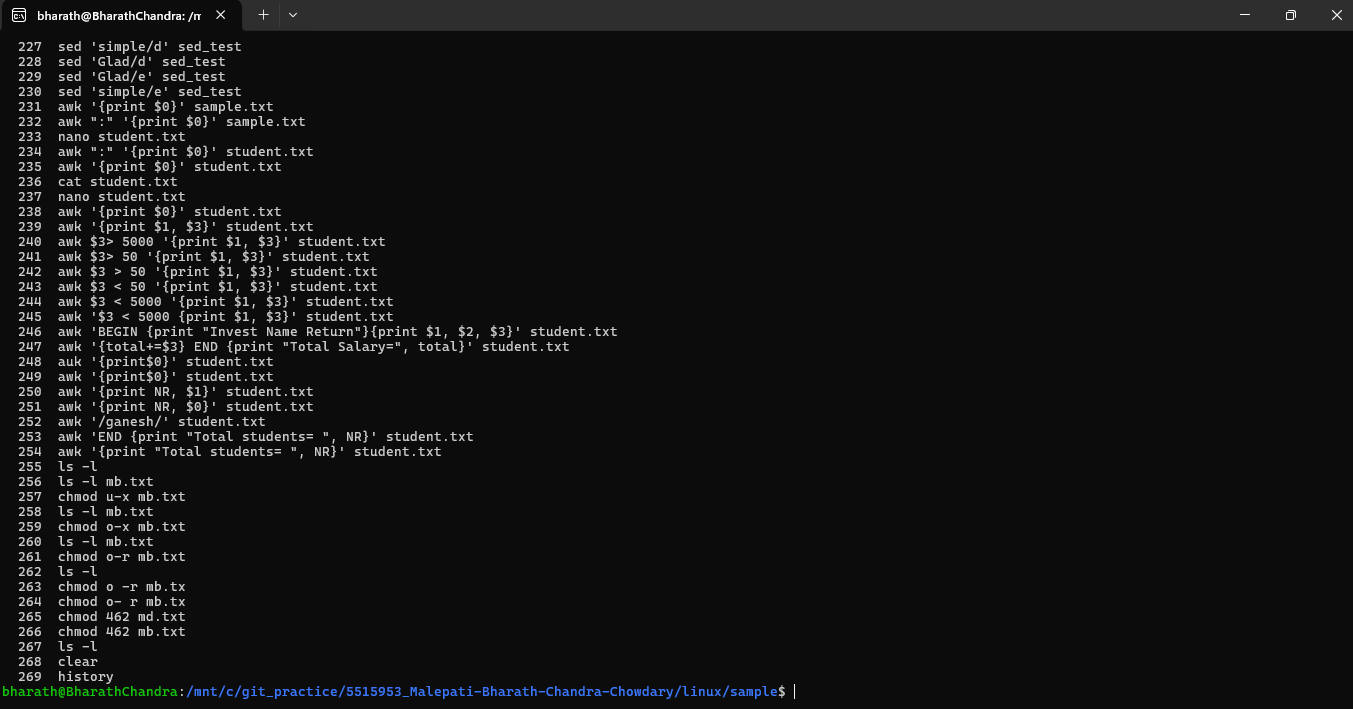 bharath@BharathChandra: /m
227 sed 'simple/d' sed_test
228 sed 'Glad/d' sed_test
229 sed 'Glad/e' sed_test
230 sed 'simple/e' sed_test
231 awk '{print $0}' sample.txt
232 awk ":" '{print $0}' sample.txt
233 nano student.txt
234 awk ":" '{print $0}' student.txt
235 awk '{print $0}' student.txt
236 cat student.txt
237 nano student.txt
238 awk '{print $0}' student.txt
239 awk '{print $1, $3}' student.txt
240 awk $3> 5000 '{print $1, $3}' student.txt
241 awk $3> 50 '{print $1, $3}' student.txt
242 awk $3 > 50 '{print $1, $3}' student.txt
243 awk $3 < 50 '{print $1, $3}' student.txt
244 awk $3 < 5000 '{print $1, $3}' student.txt
245 awk '$3 < 5000 {print $1, $3}' student.txt
246 awk 'BEGIN {print "Invest Name Return"}{print $1, $2, $3}' student.txt
247 awk '{total+=$3} END {print "Total Salary=", total}' student.txt
248 auk '{print$0}' student.txt
249 awk '{print$0}' student.txt
250 awk '{print NR, $1}' student.txt
251 awk '{print NR, $0}' student.txt
252 awk '/ganesh/' student.txt
253 awk 'END {print "Total students= ", NR}' student.txt
254 awk '{print "Total students= ", NR}' student.txt
255 ls -l
256 ls -l mb.txt
257 chmod u-x mb.txt
258 ls -l mb.txt
259 chmod o-x mb.txt
260 ls -l mb.txt
261 chmod o-r mb.txt
262 ls -l
263 chmod o -r mb.tx
264 chmod o- r mb.tx
265 chmod 462 md.txt
266 chmod 462 mb.txt
267 ls -l
268 clear
269 history
bharath@BharathChandra:/mnt/c/git_practice/5515953_Malepati-Bharath-Chandra-Chowdary/linux/sample$